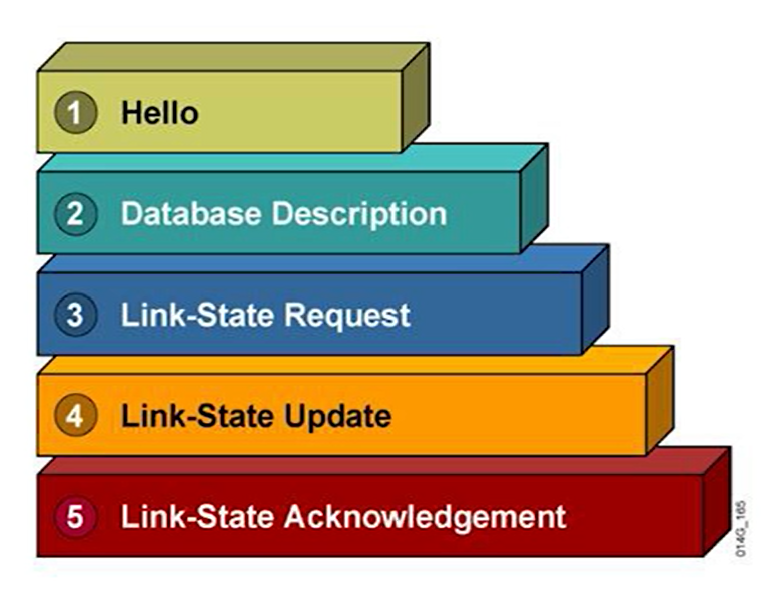 1 Hello
2 Database Description
3 Link-State Request
4 Link-State Update
5 Link-State Acknowledgement
014G_165